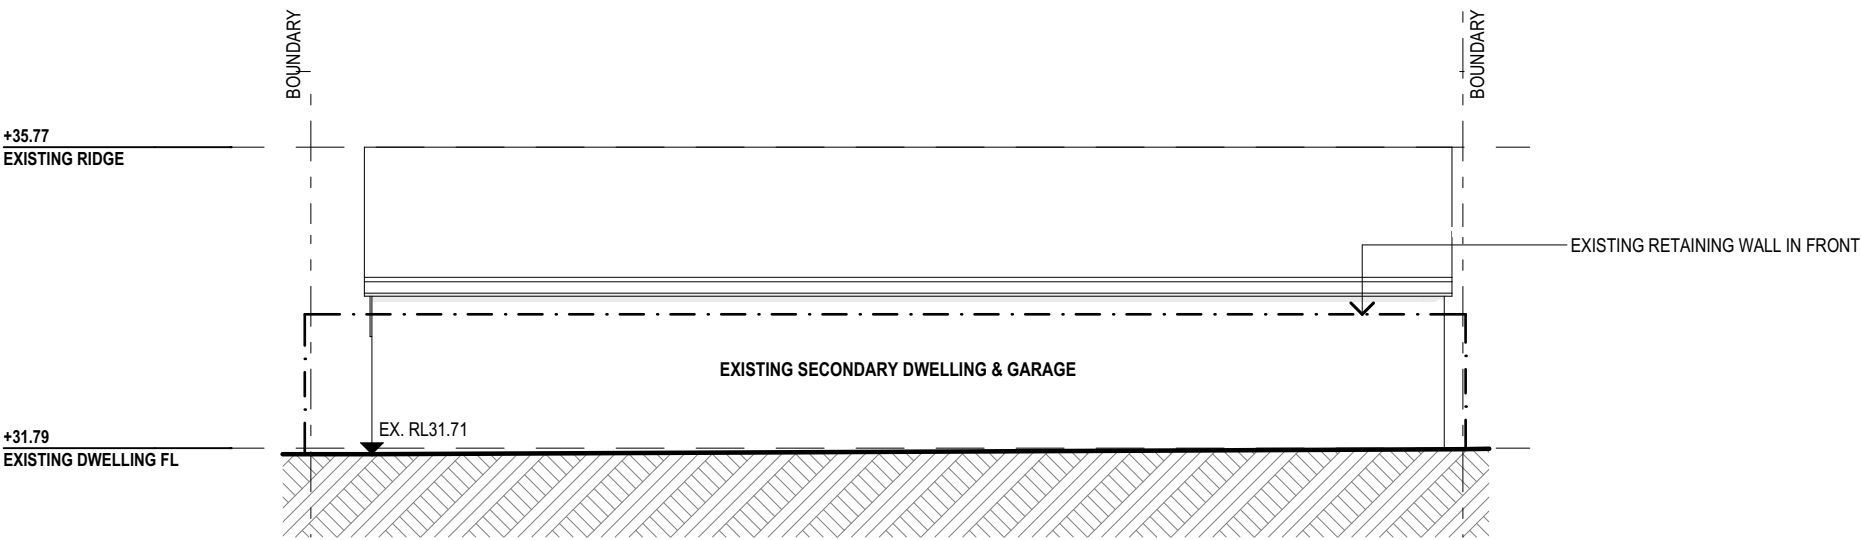 BOUNDARY
BOUNDARY
+35.77
EXISTING RIDGE
EXISTING RETAINING WALL IN FRONT
EXISTING SECONDARY DWELLING & GARAGE
EX. RL31.71
+31.79
EXISTING DWELLING FL